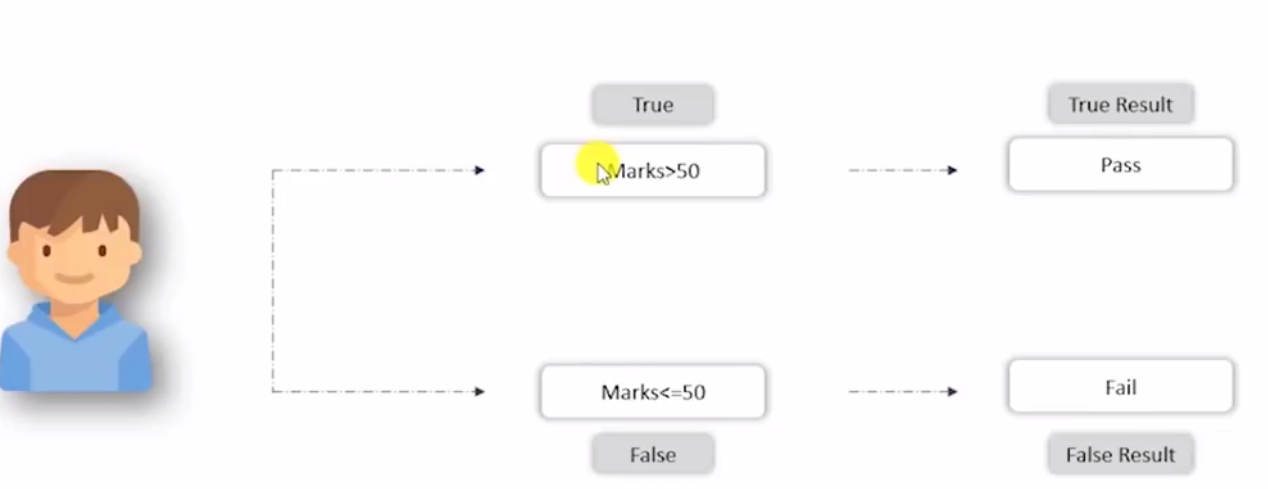 True
True Result
Marks>50
Pass
Marks<=50
Fail
False
False Result